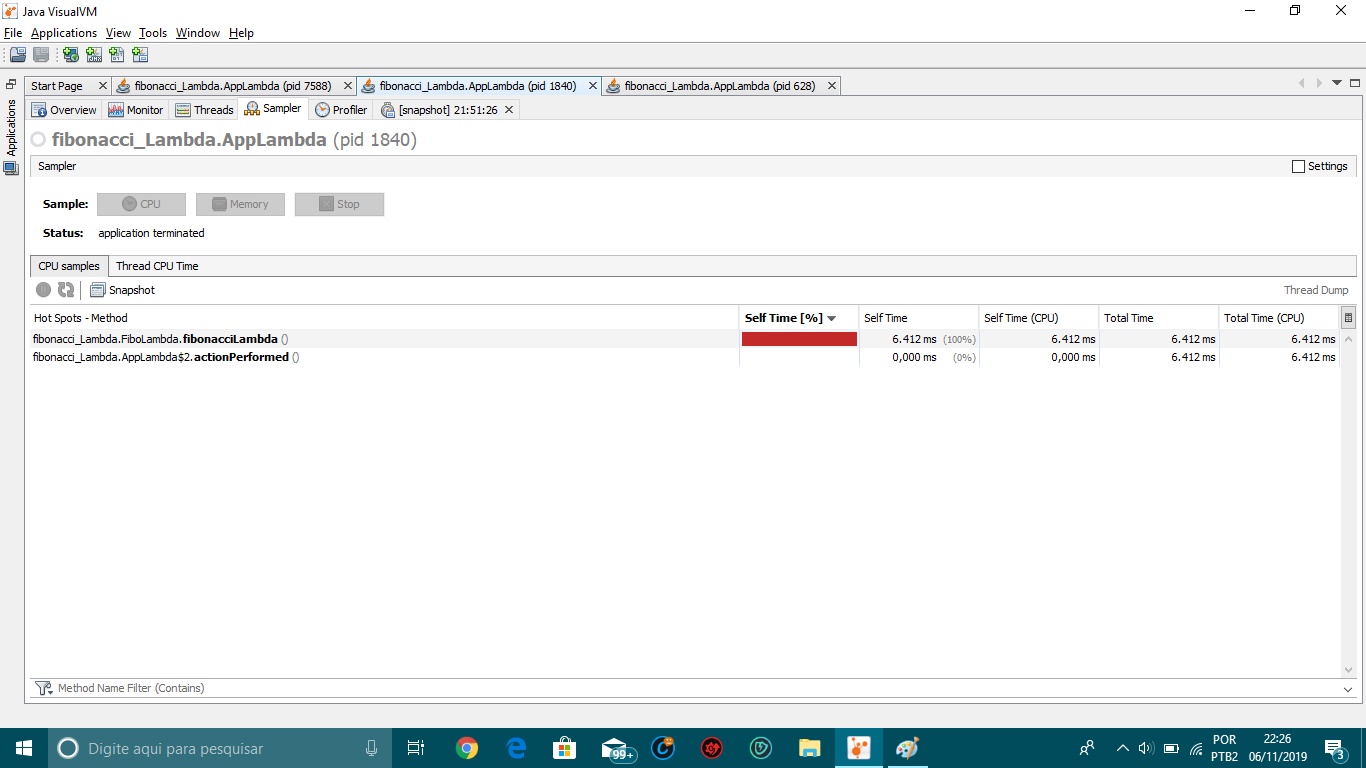 Java VisualVM
File Applications View Tools Window Help
Applications
Start Page fibonacci_Lambda.AppLambda (pid 7588) fibonacci_Lambda.AppLambda (pid 1840) fibonacci_Lambda.AppLambda (pid 628)
Overview Monitor Threads Sampler Profiler [snapshot] 21:51:26
fibonacci_Lambda.AppLambda (pid 1840)
Sampler Settings
Sample: CPU Memory Stop
Status: application terminated
CPU samples Thread CPU Time
Snapshot Thread Dump
Hot Spots - Method Self Time [%] Self Time Self Time (CPU) Total Time Total Time (CPU)
fibonacci_Lambda.FiboLambda.fibonacciLambda () 6.412 ms (100%) 6.412 ms 6.412 ms 6.412 ms
fibonacci_Lambda.AppLambda$2.actionPerformed () 0,000 ms (0%) 0,000 ms 6.412 ms 6.412 ms
Method Name Filter (Contains)
Digite aqui para pesquisar 99+ POR 22:26
PTB2 06/11/2019 3